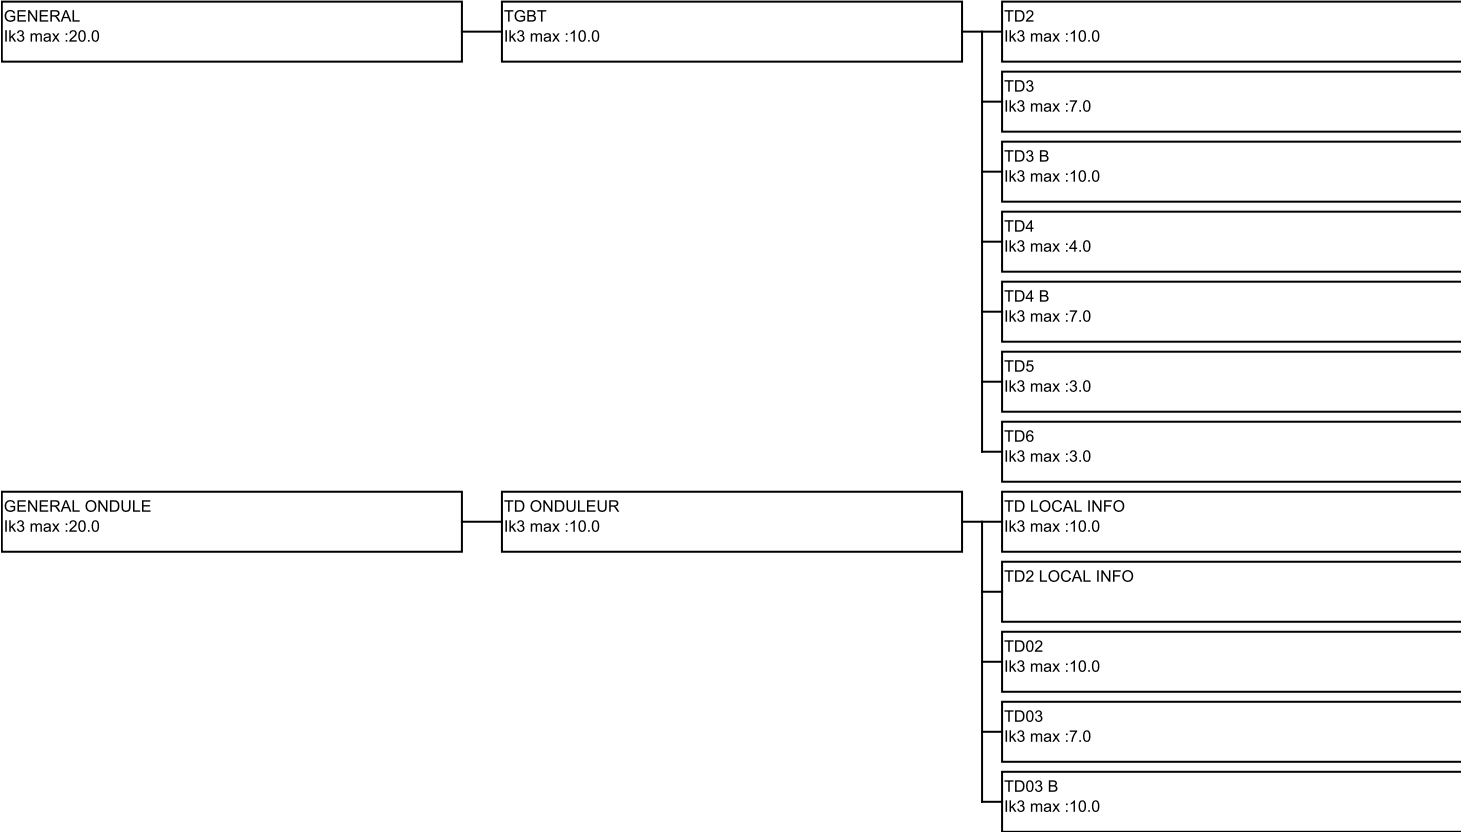 GENERAL
Ik3 max :20.0
TGBT
Ik3 max :10.0
TD2
Ik3 max :10.0
TD3
Ik3 max :7.0
TD3 B
Ik3 max :10.0
TD4
Ik3 max :4.0
TD4 B
Ik3 max :7.0
TD5
Ik3 max :3.0
TD6
Ik3 max :3.0
GENERAL ONDULE
Ik3 max :20.0
TD ONDULEUR
Ik3 max :10.0
TD LOCAL INFO
Ik3 max :10.0
TD2 LOCAL INFO
TD02
Ik3 max :10.0
TD03
Ik3 max :7.0
TD03 B
Ik3 max :10.0